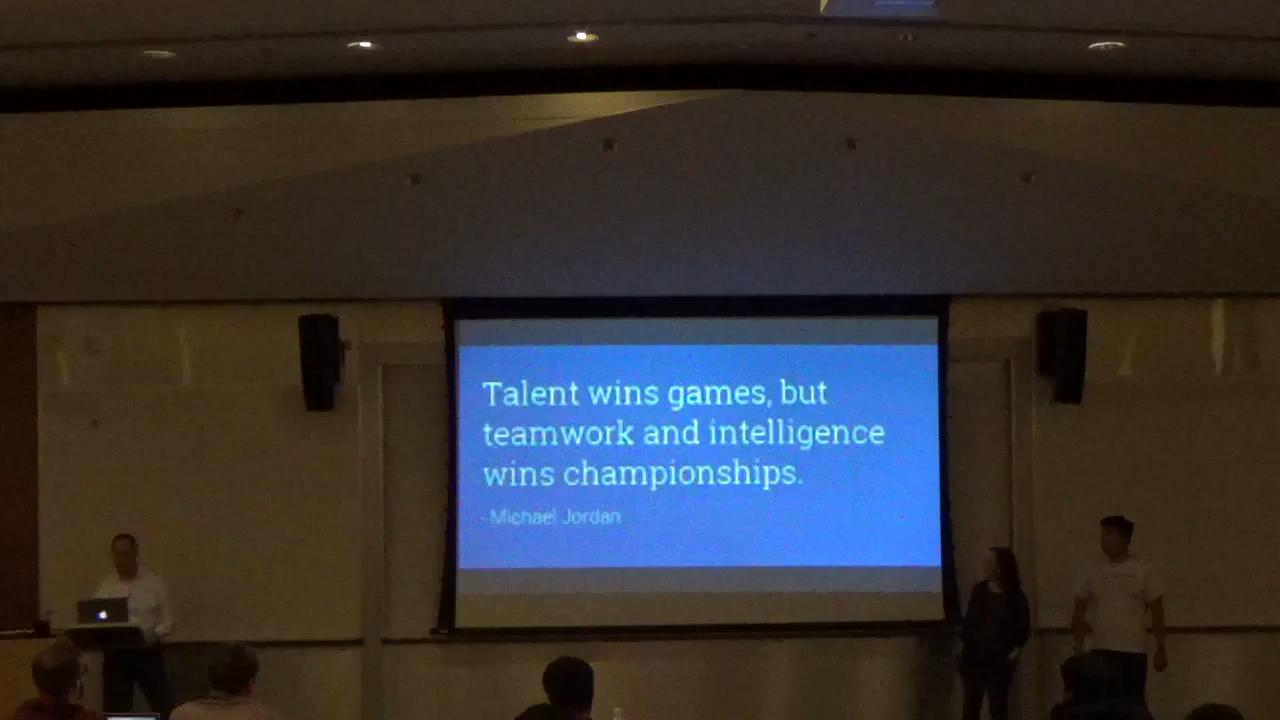 Talent wins games, but
teamwork and intelligence
wins championships.
- Michael Jordan